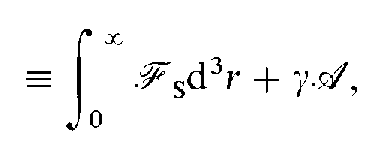 ≡ ∫₀^∞ ℱ_s d³r + γ𝒜,